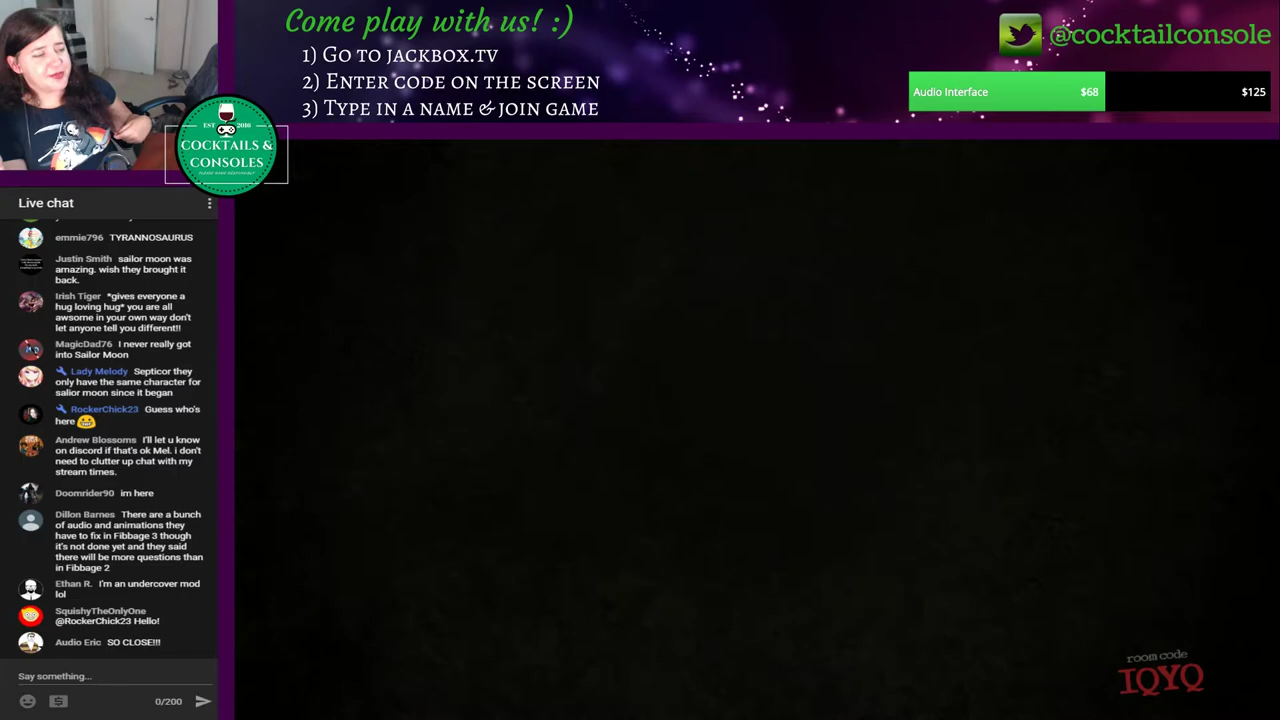 Come play with us! :)
1) Go to jackbox.tv
2) Enter code on the screen
3) Type in a name & join game
@cocktailconsole
Audio Interface $68 $125
EST 2016
COCKTAILS &
CONSOLES
PLEASE GAME RESPONSIBLY
Live chat
emmie796 TYRANNOSAURUS
Justin Smith sailor moon was
amazing. wish they brought it
back.
Irish Tiger *gives everyone a
hug loving hug* you are all
awsome in your own way don't
let anyone tell you different!!
MagicDad76 I never really got
into Sailor Moon
Lady Melody Septicor they
only have the same character for
salior moon since it began
RockerChick23 Guess who's
here
Andrew Blossoms I'll let u know
on discord if that's ok Mel. i don't
need to clutter up chat with my
stream times.
Doomrider90 im here
Dillon Barnes There are a bunch
of audio and animations they
have to fix in Fibbage 3 though
it's not done yet and they said
there will be more questions than
in Fibbage 2
Ethan R. I'm an undercover mod
lol
SquishyTheOnlyOne
@RockerChick23 Hello!
Audio Eric SO CLOSE!!!
Say something...
0/200
room code
IQYQ